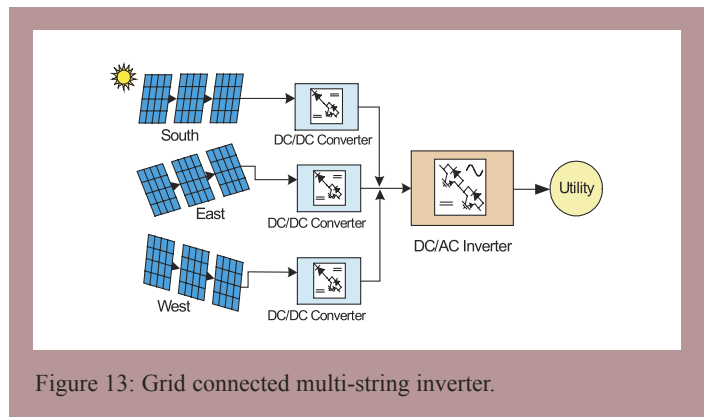 South
DC/DC Converter
East
DC/DC Converter
West
DC/DC Converter
DC/AC Inverter
Utility
Figure 13: Grid connected multi-string inverter.